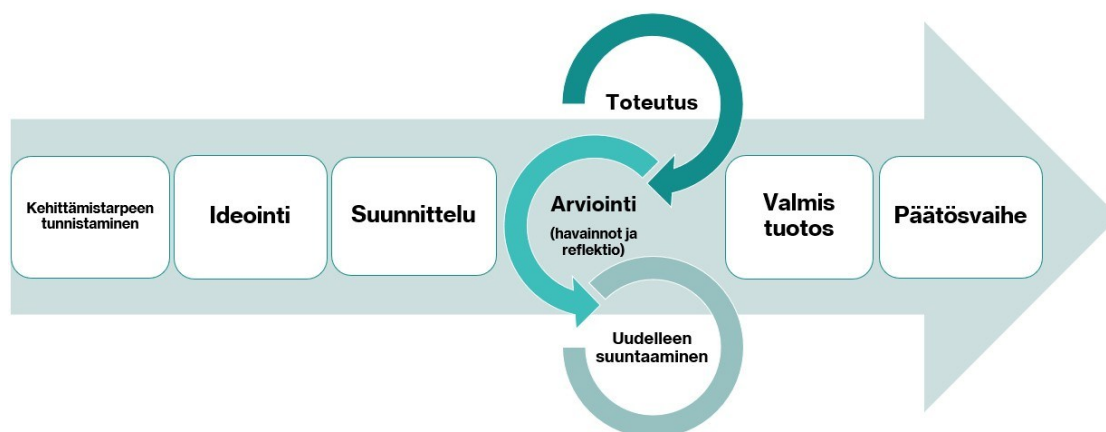 Kehittämistarpeen
tunnistaminen
Ideointi
Suunnittelu
Toteutus
Arviointi
(havainnot ja
reflektio)
Uudelleen
suuntaaminen
Valmis
tuotos
Päätösvaihe